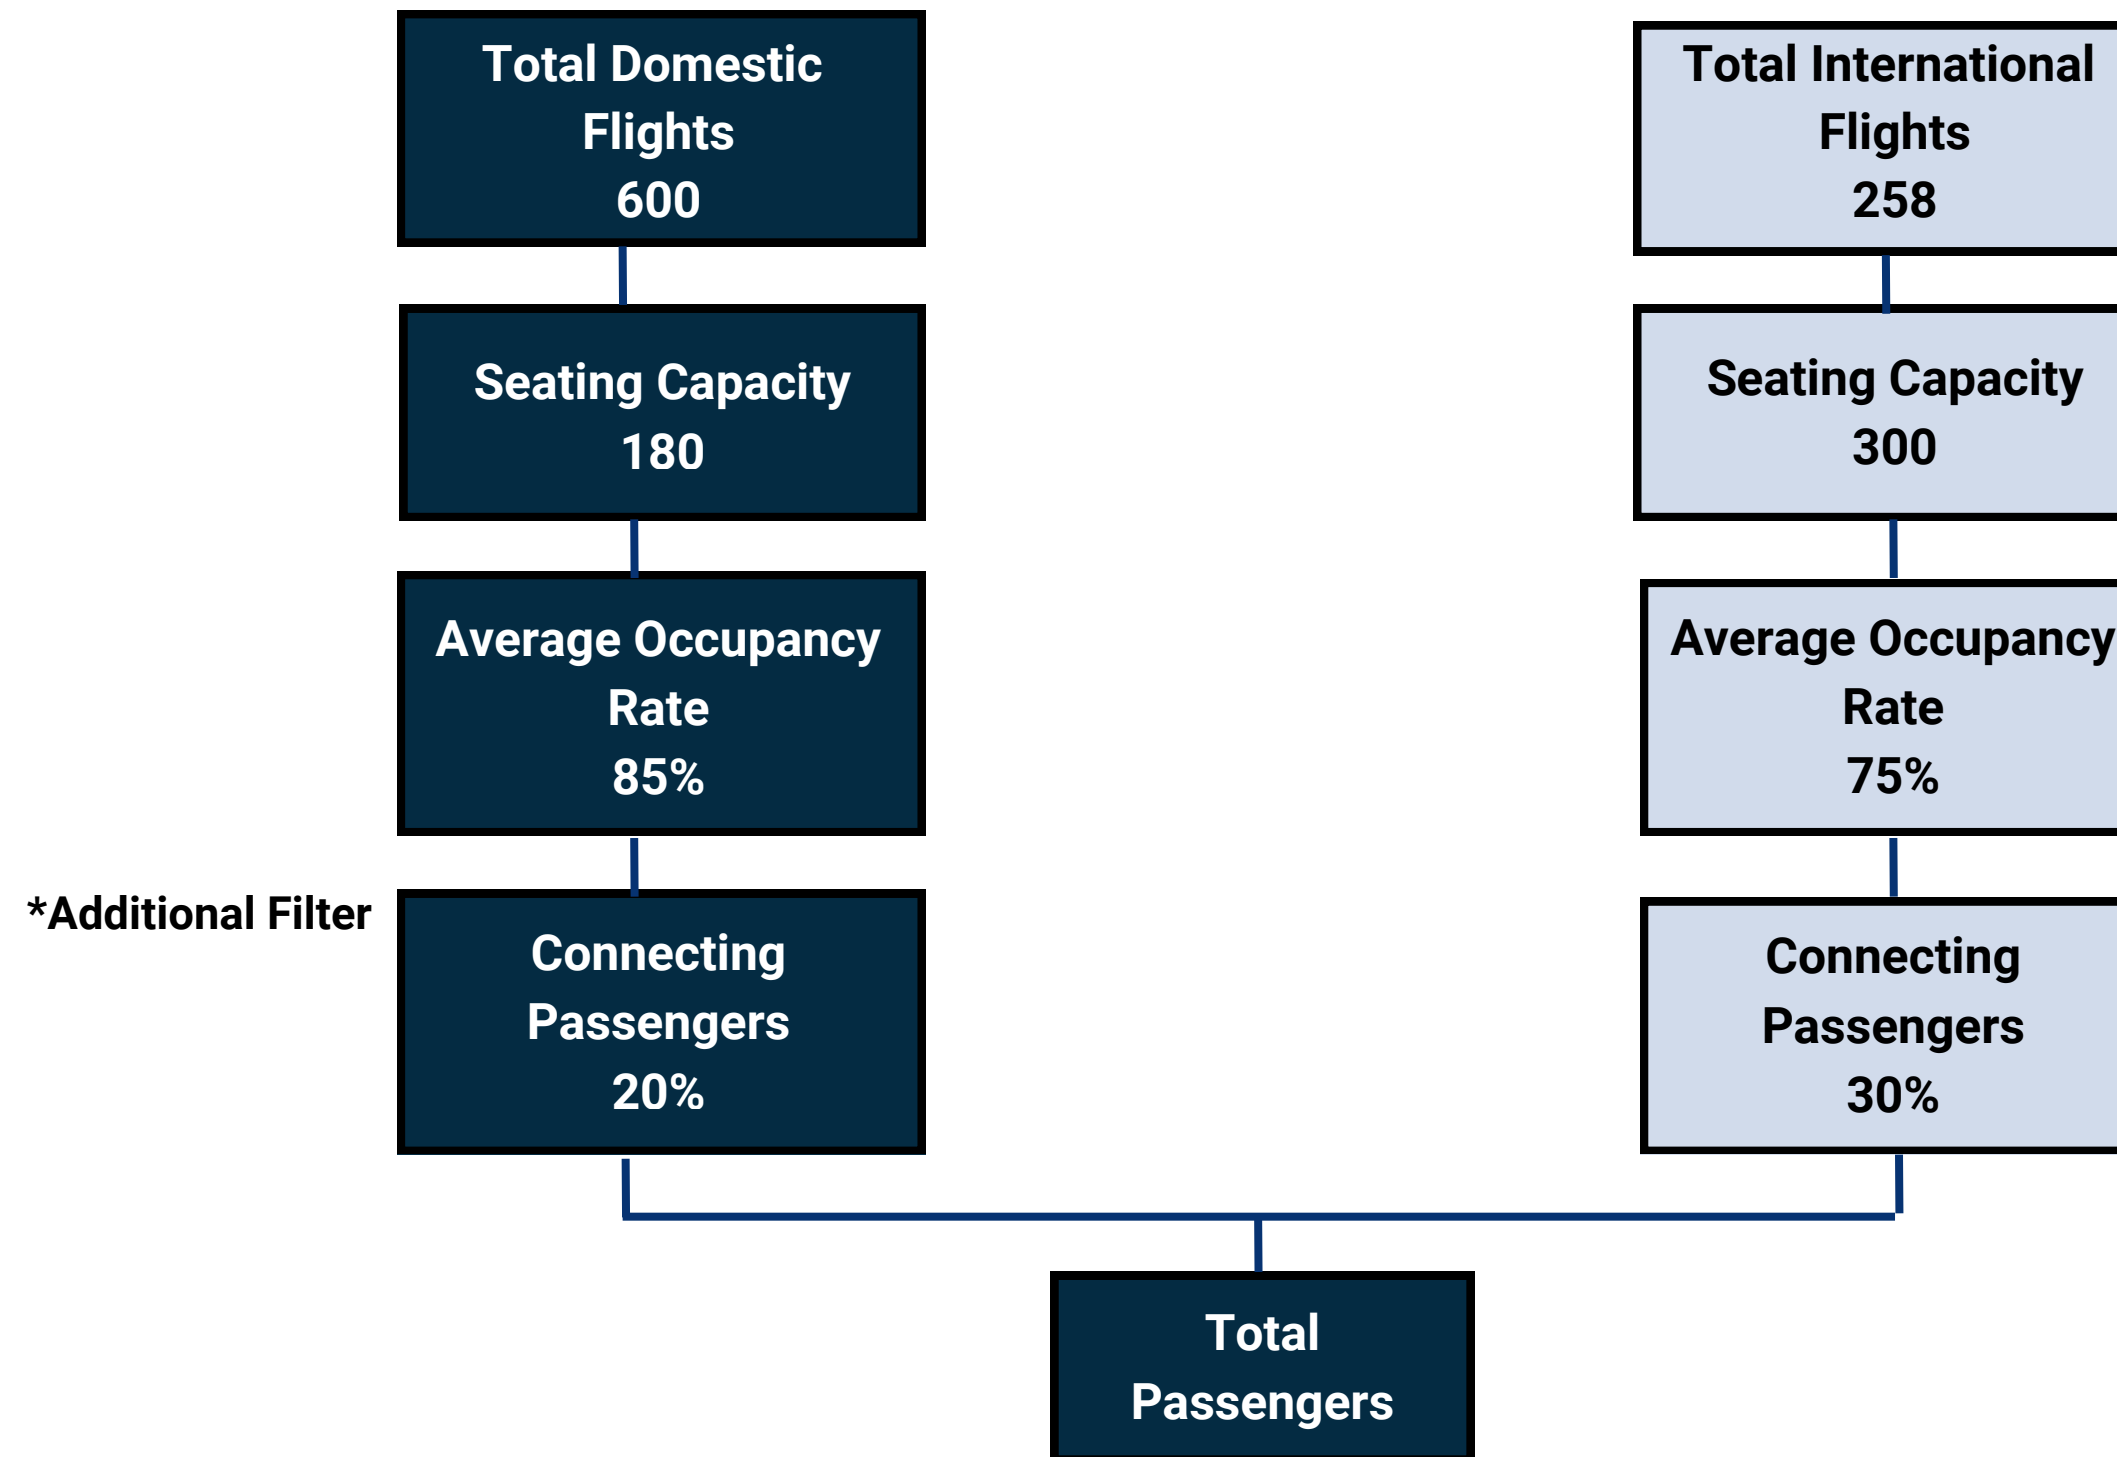 Total Domestic
Flights
600
Seating Capacity
180
Average Occupancy
Rate
85%
*Additional Filter
Connecting
Passengers
20%
Total International
Flights
258
Seating Capacity
300
Average Occupancy
Rate
75%
Connecting
Passengers
30%
Total
Passengers